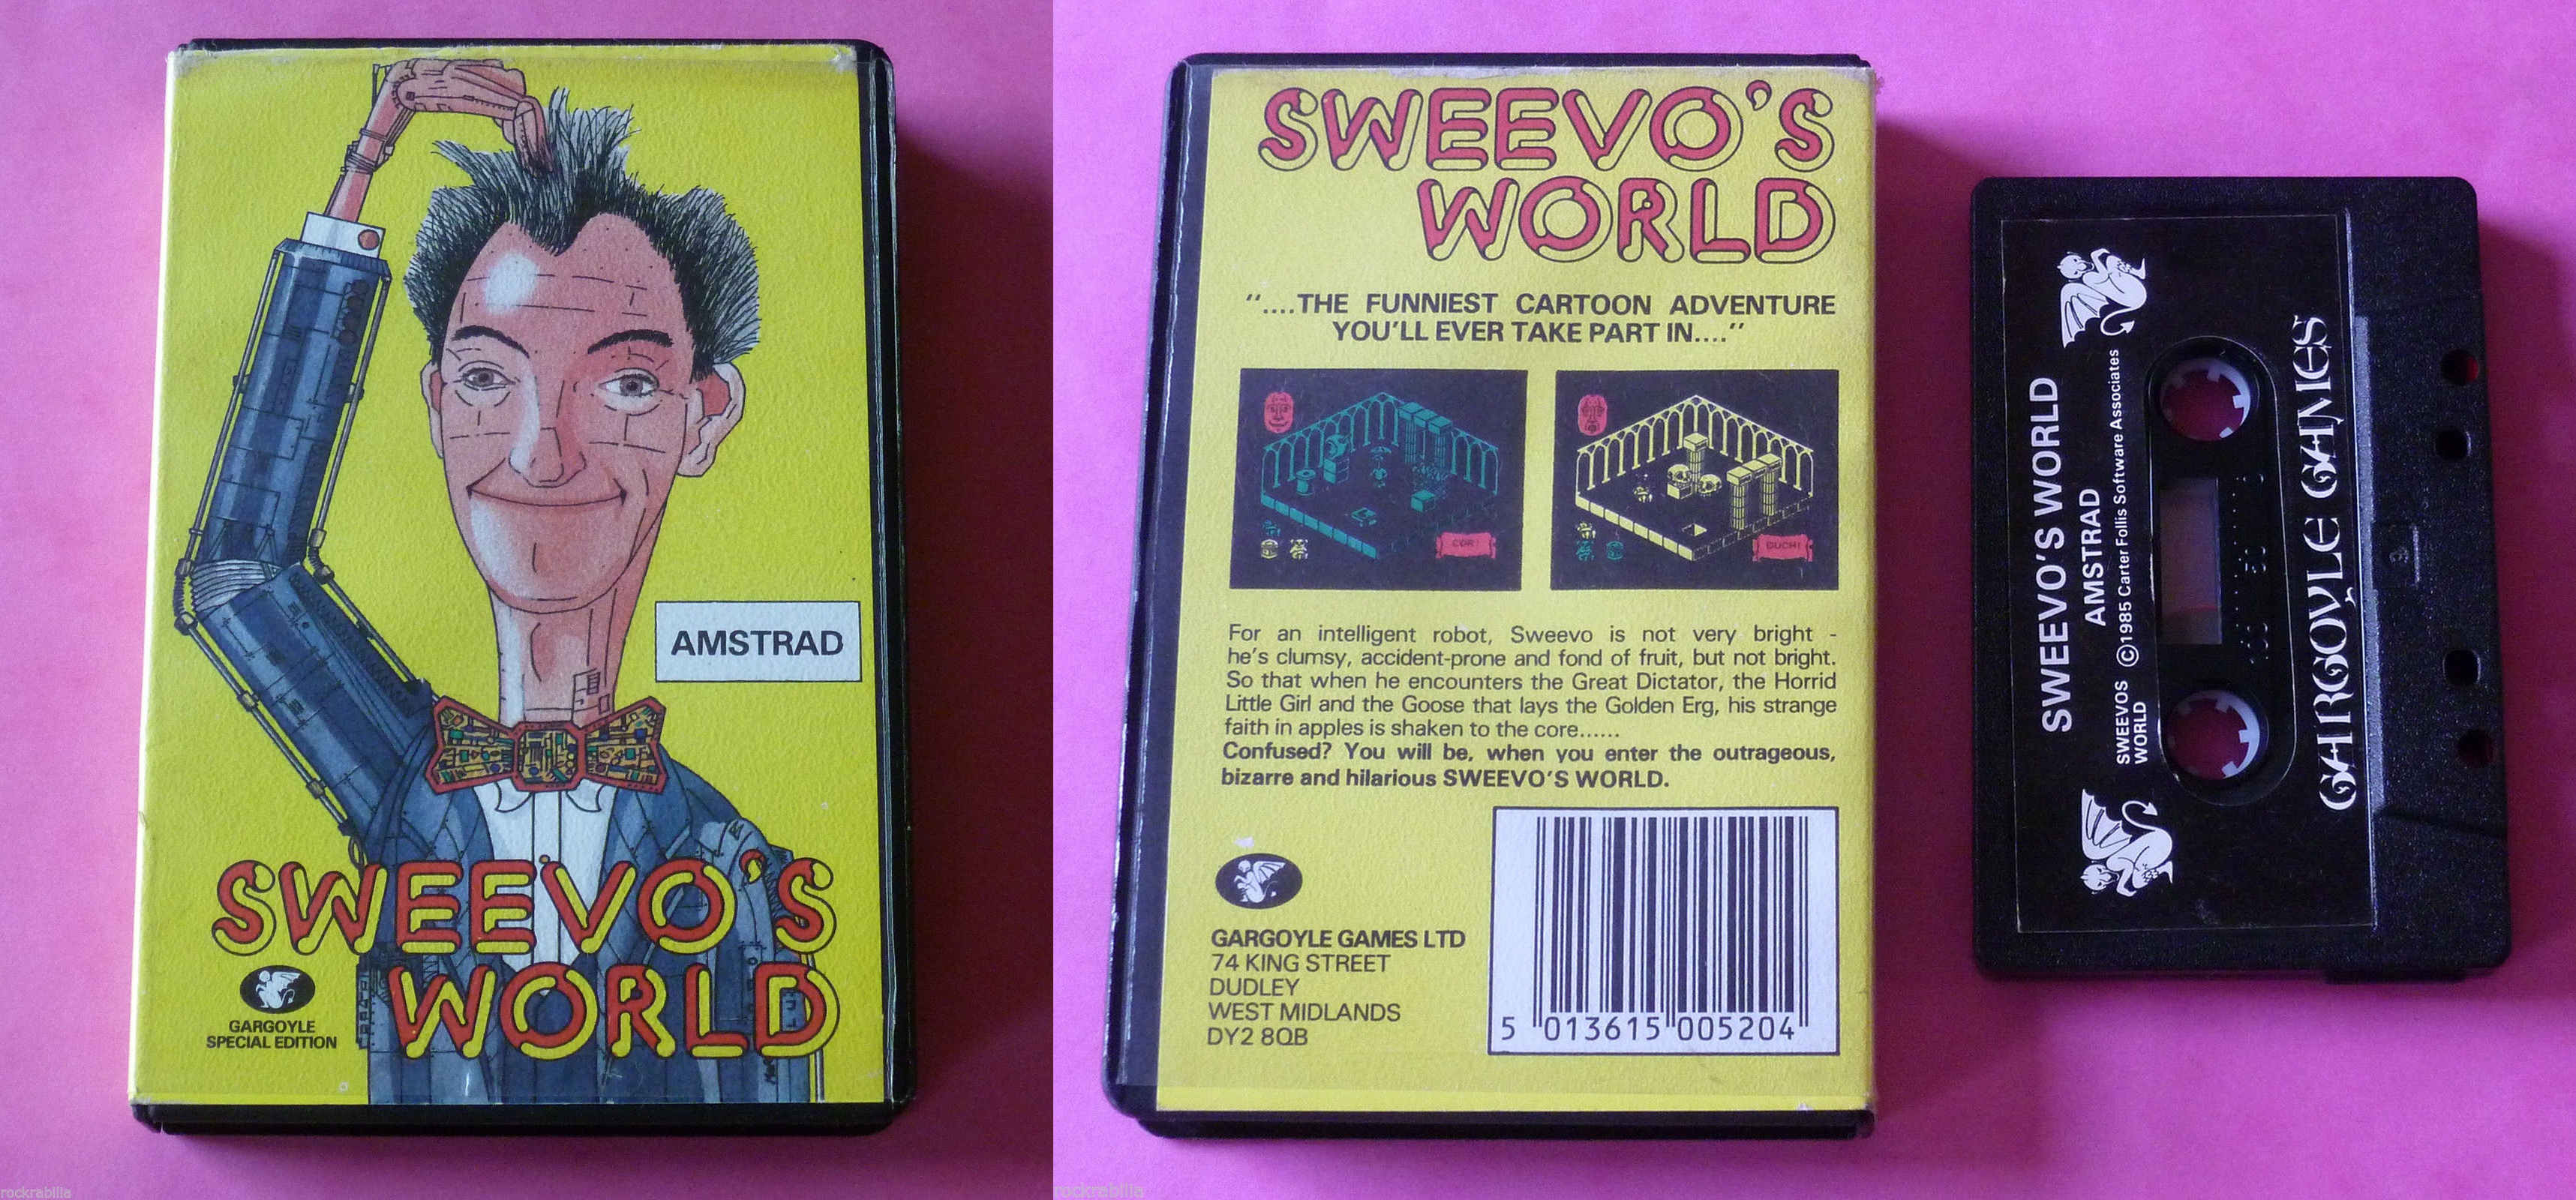 AMSTRAD
SWEEVO'S
WORLD
GARGOYLE
SPECIAL EDITION
rockrabilia
SWEEVO'S
WORLD
"....THE FUNNIEST CARTOON ADVENTURE
YOU'LL EVER TAKE PART IN...."
COR!
OUCH!
For an intelligent robot, Sweevo is not very bright -
he's clumsy, accident-prone and fond of fruit, but not bright.
So that when he encounters the Great Dictator, the Horrid
Little Girl and the Goose that lays the Golden Erg, his strange
faith in apples is shaken to the core......
Confused? You will be, when you enter the outrageous,
bizarre and hilarious SWEEVO'S WORLD.
GARGOYLE GAMES LTD
74 KING STREET
DUDLEY
WEST MIDLANDS
DY2 8QB
5 013615 005204
rockrabilia
SWEEVO'S WORLD
AMSTRAD
SWEEVOS ©1985 Carter Follis Software Associates
WORLD
GARGOYLE GAMES